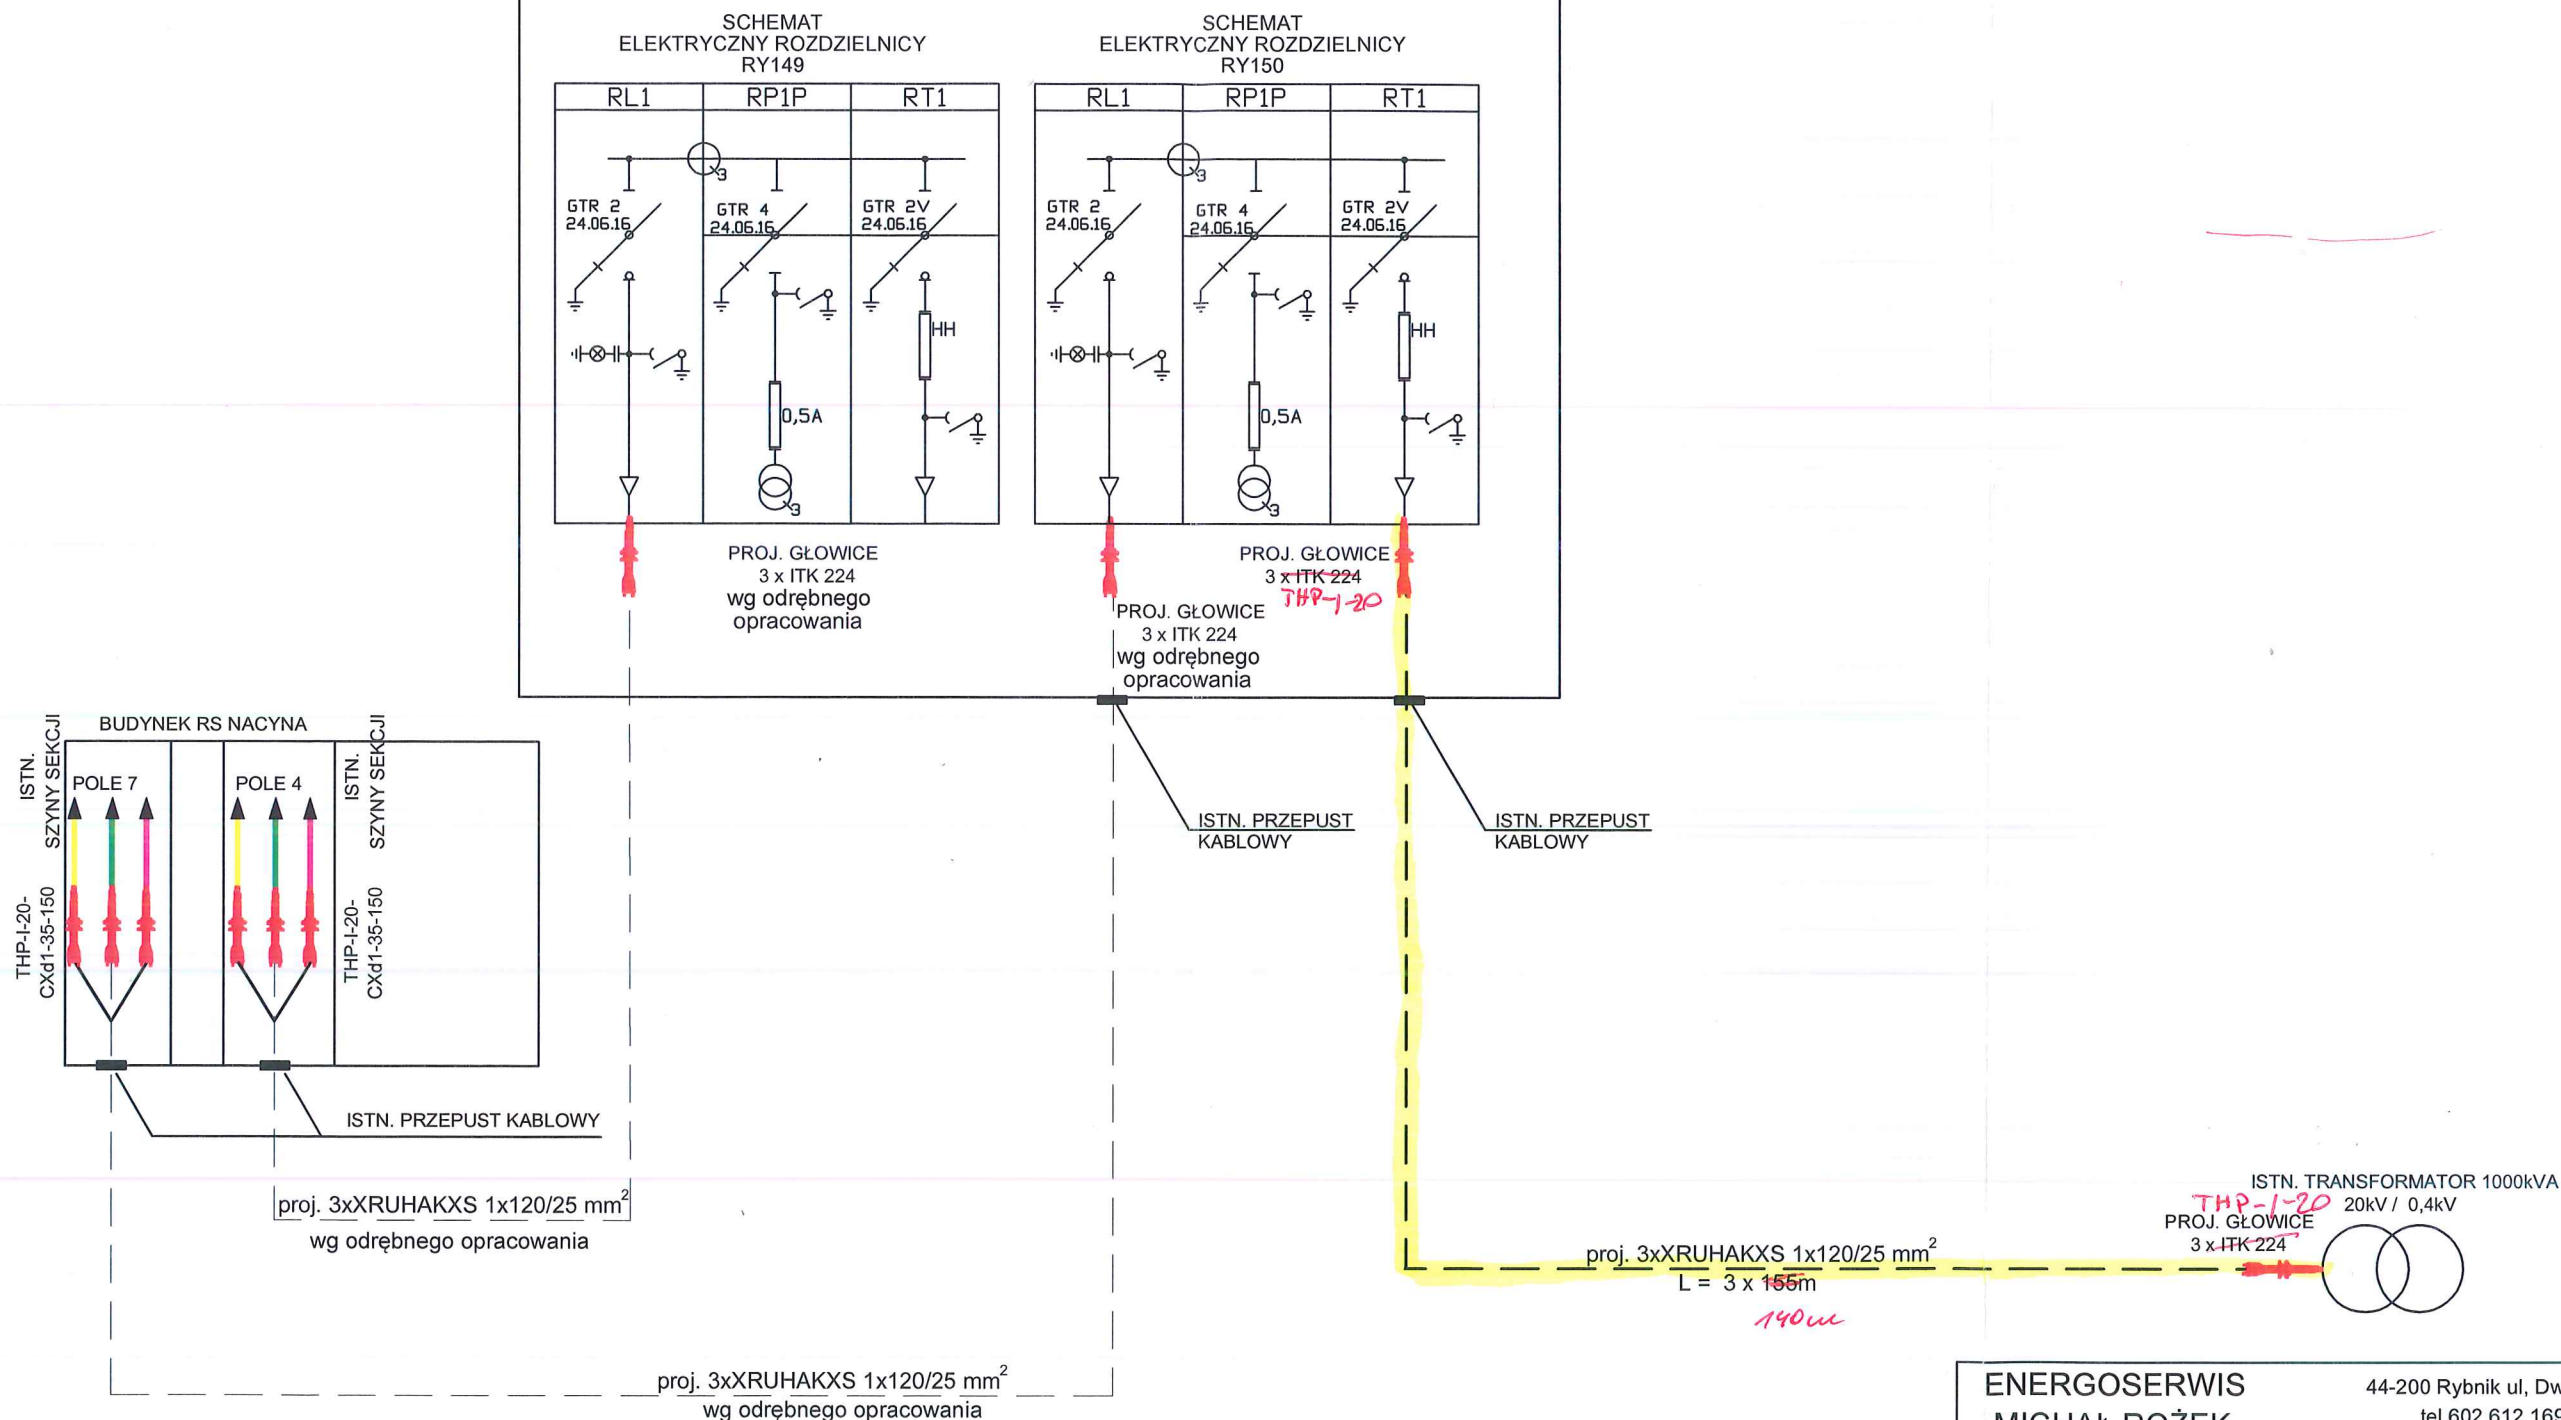 SCHEMAT
ELEKTRYCZNY ROZDZIELNICY
RY149
RL1
RP1P
RT1
GTR 2
24.06.16
GTR 4
24.06.16
GTR 2V
24.06.16
3
HH
0,5A
3
SCHEMAT
ELEKTRYCZNY ROZDZIELNICY
RY150
RL1
RP1P
RT1
GTR 2
24.06.16
GTR 4
24.06.16
GTR 2V
24.06.16
3
HH
0,5A
3
PROJ. GŁOWICE
3 x ITK 224
wg odrębnego
opracowania
PROJ. GŁOWICE
3 x ITK 224
wg odrębnego
opracowania
PROJ. GŁOWICE
3 x ITK 224
THP-1-20
ISTN. PRZEPUST
KABLOWY
ISTN. PRZEPUST
KABLOWY
BUDYNEK RS NACYNA
ISTN.
SZYNY SEKCJI
POLE 7
POLE 4
ISTN.
SZYNY SEKCJI
THP-I-20-
CXd1-35-150
THP-I-20-
CXd1-35-150
ISTN. PRZEPUST KABLOWY
proj. 3xXRUHAKXS 1x120/25 mm²
wg odrębnego opracowania
proj. 3xXRUHAKXS 1x120/25 mm²
wg odrębnego opracowania
proj. 3xXRUHAKXS 1x120/25 mm²
L = 3 x 155m
140m
ISTN. TRANSFORMATOR 1000kVA
20kV / 0,4kV
THP-1-20
PROJ. GŁOWICE
3 x ITK 224
ENERGOSERWIS
MICHAŁ ROŻEK
44-200 Rybnik ul, Dw
tel 602 612 169